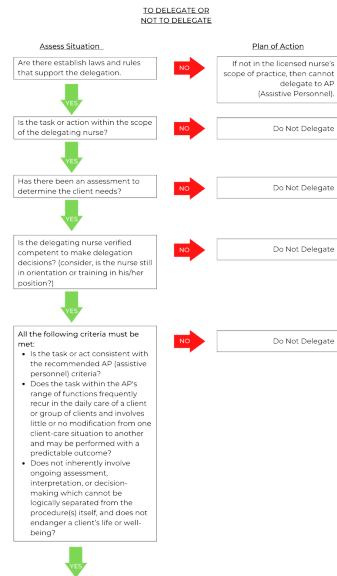 TO DELEGATE OR
NOT TO DELEGATE
Assess Situation
Plan of Action
Are there establish laws and rules
that support the delegation.
NO
If not in the licensed nurse's
scope of practice, then cannot
delegate to AP
(Assistive Personnel).
YES
Is the task or action within the scope
of the delegating nurse?
NO
Do Not Delegate
YES
Has there been an assessment to
determine the client needs?
NO
Do Not Delegate
YES
Is the delegating nurse verified
competent to make delegation
decisions? (consider, is the nurse still
in orientation or training in his/her
position?)
NO
Do Not Delegate
YES
All the following criteria must be
met:
• Is the task or act consistent with
the recommended AP (assistive
personnel) criteria?
• Does the task within the AP's
range of functions frequently
recur in the daily care of a client
or group of clients and involves
little or no modification from one
client-care situation to another
and may be performed with a
predictable outcome?
• Does not inherently involve
ongoing assessment,
interpretation, or decision-
making which cannot be
logically separated from the
procedure(s) itself, and does not
endanger a client's life or well-
being?
NO
Do Not Delegate
YES